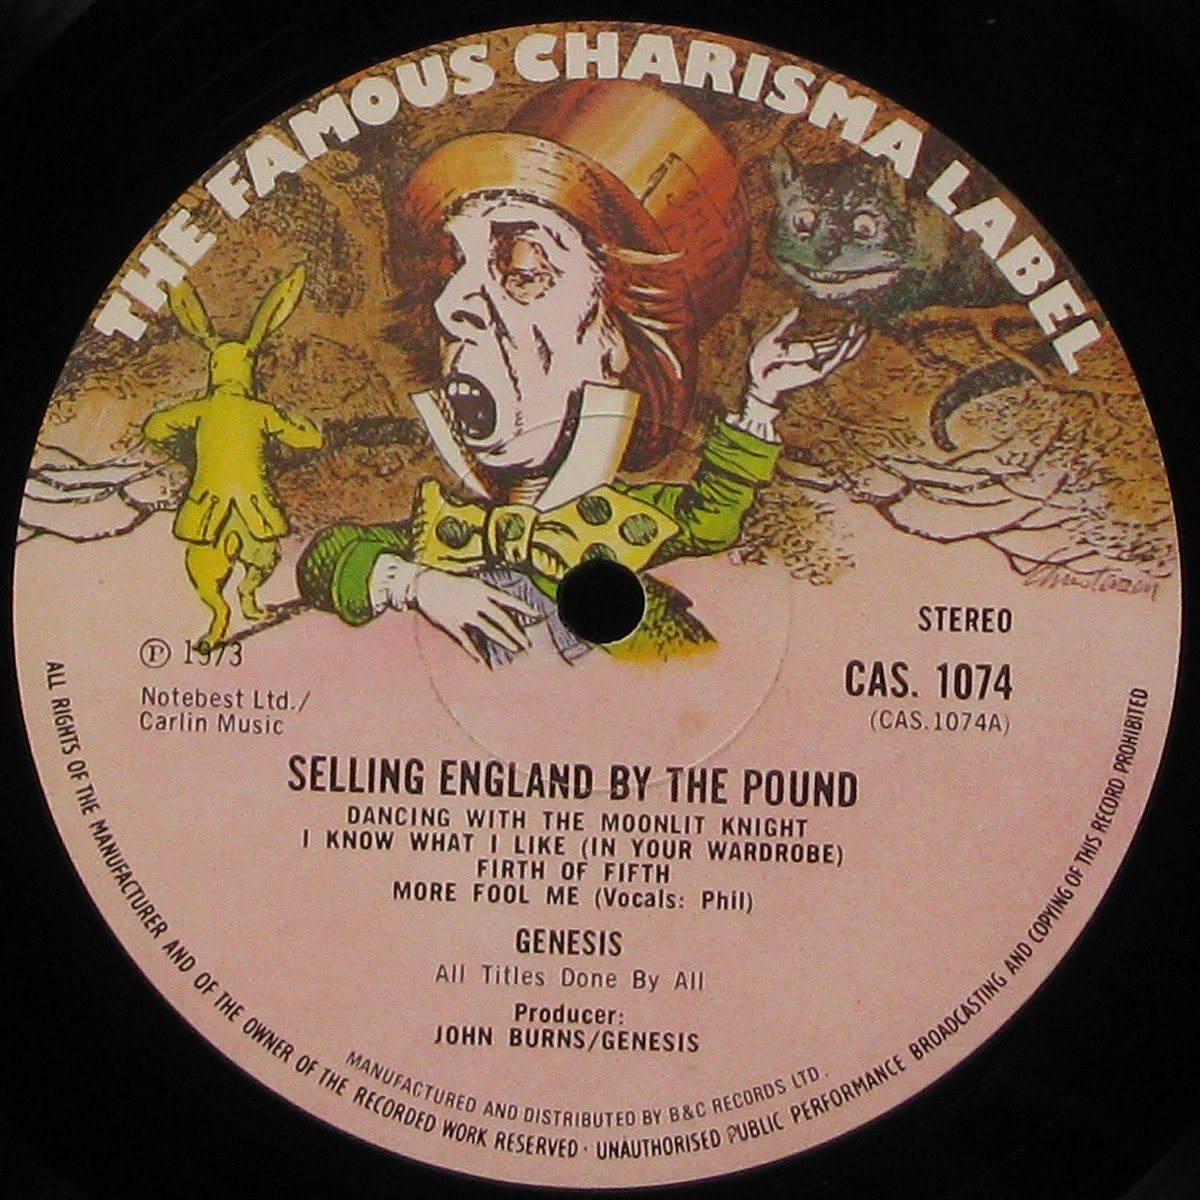 THE FAMOUS CHARISMA LABEL
STEREO
℗ 1973
CAS. 1074
Notebest Ltd./
(CAS.1074A)
Carlin Music
SELLING ENGLAND BY THE POUND
DANCING WITH THE MOONLIT KNIGHT
I KNOW WHAT I LIKE (IN YOUR WARDROBE)
FIRTH OF FIFTH
MORE FOOL ME (Vocals: Phil)
GENESIS
All Titles Done By All
Producer:
JOHN BURNS/GENESIS
MANUFACTURED AND DISTRIBUTED BY B&C RECORDS LTD.
ALL RIGHTS OF THE MANUFACTURER AND OF THE OWNER OF THE RECORDED WORK RESERVED · UNAUTHORISED PUBLIC PERFORMANCE BROADCASTING AND COPYING OF THIS RECORD PROHIBITED